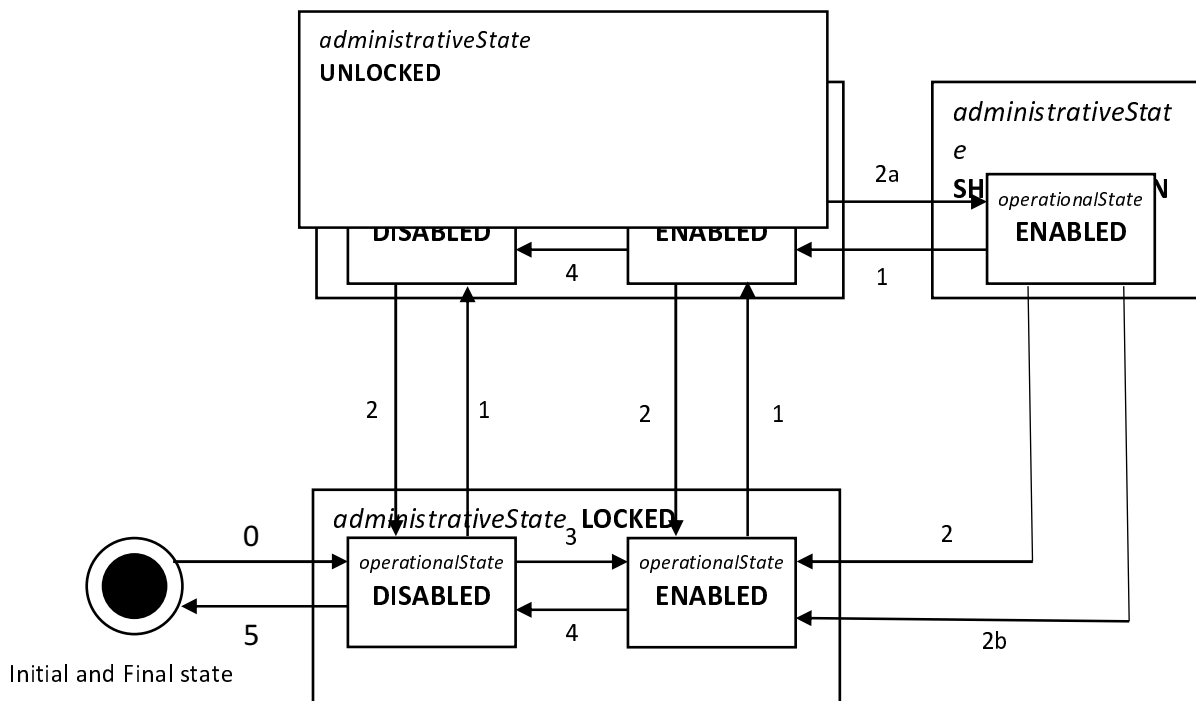 administrativeState
UNLOCKED
administrativeStat
e
2a
operationalState
ENABLED
DISABLED
ENABLED
4
1
2
1
2
1
administrativeState LOCKED
0
3
2
operationalState
DISABLED
operationalState
ENABLED
5
4
2b
Initial and Final state